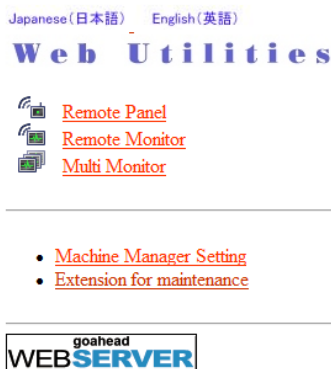 Japanese(日本語) English(英語)
Web Utilities
Remote Panel
Remote Monitor
Multi Monitor
Machine Manager Setting
Extension for maintenance
goahead
WEBSERVER